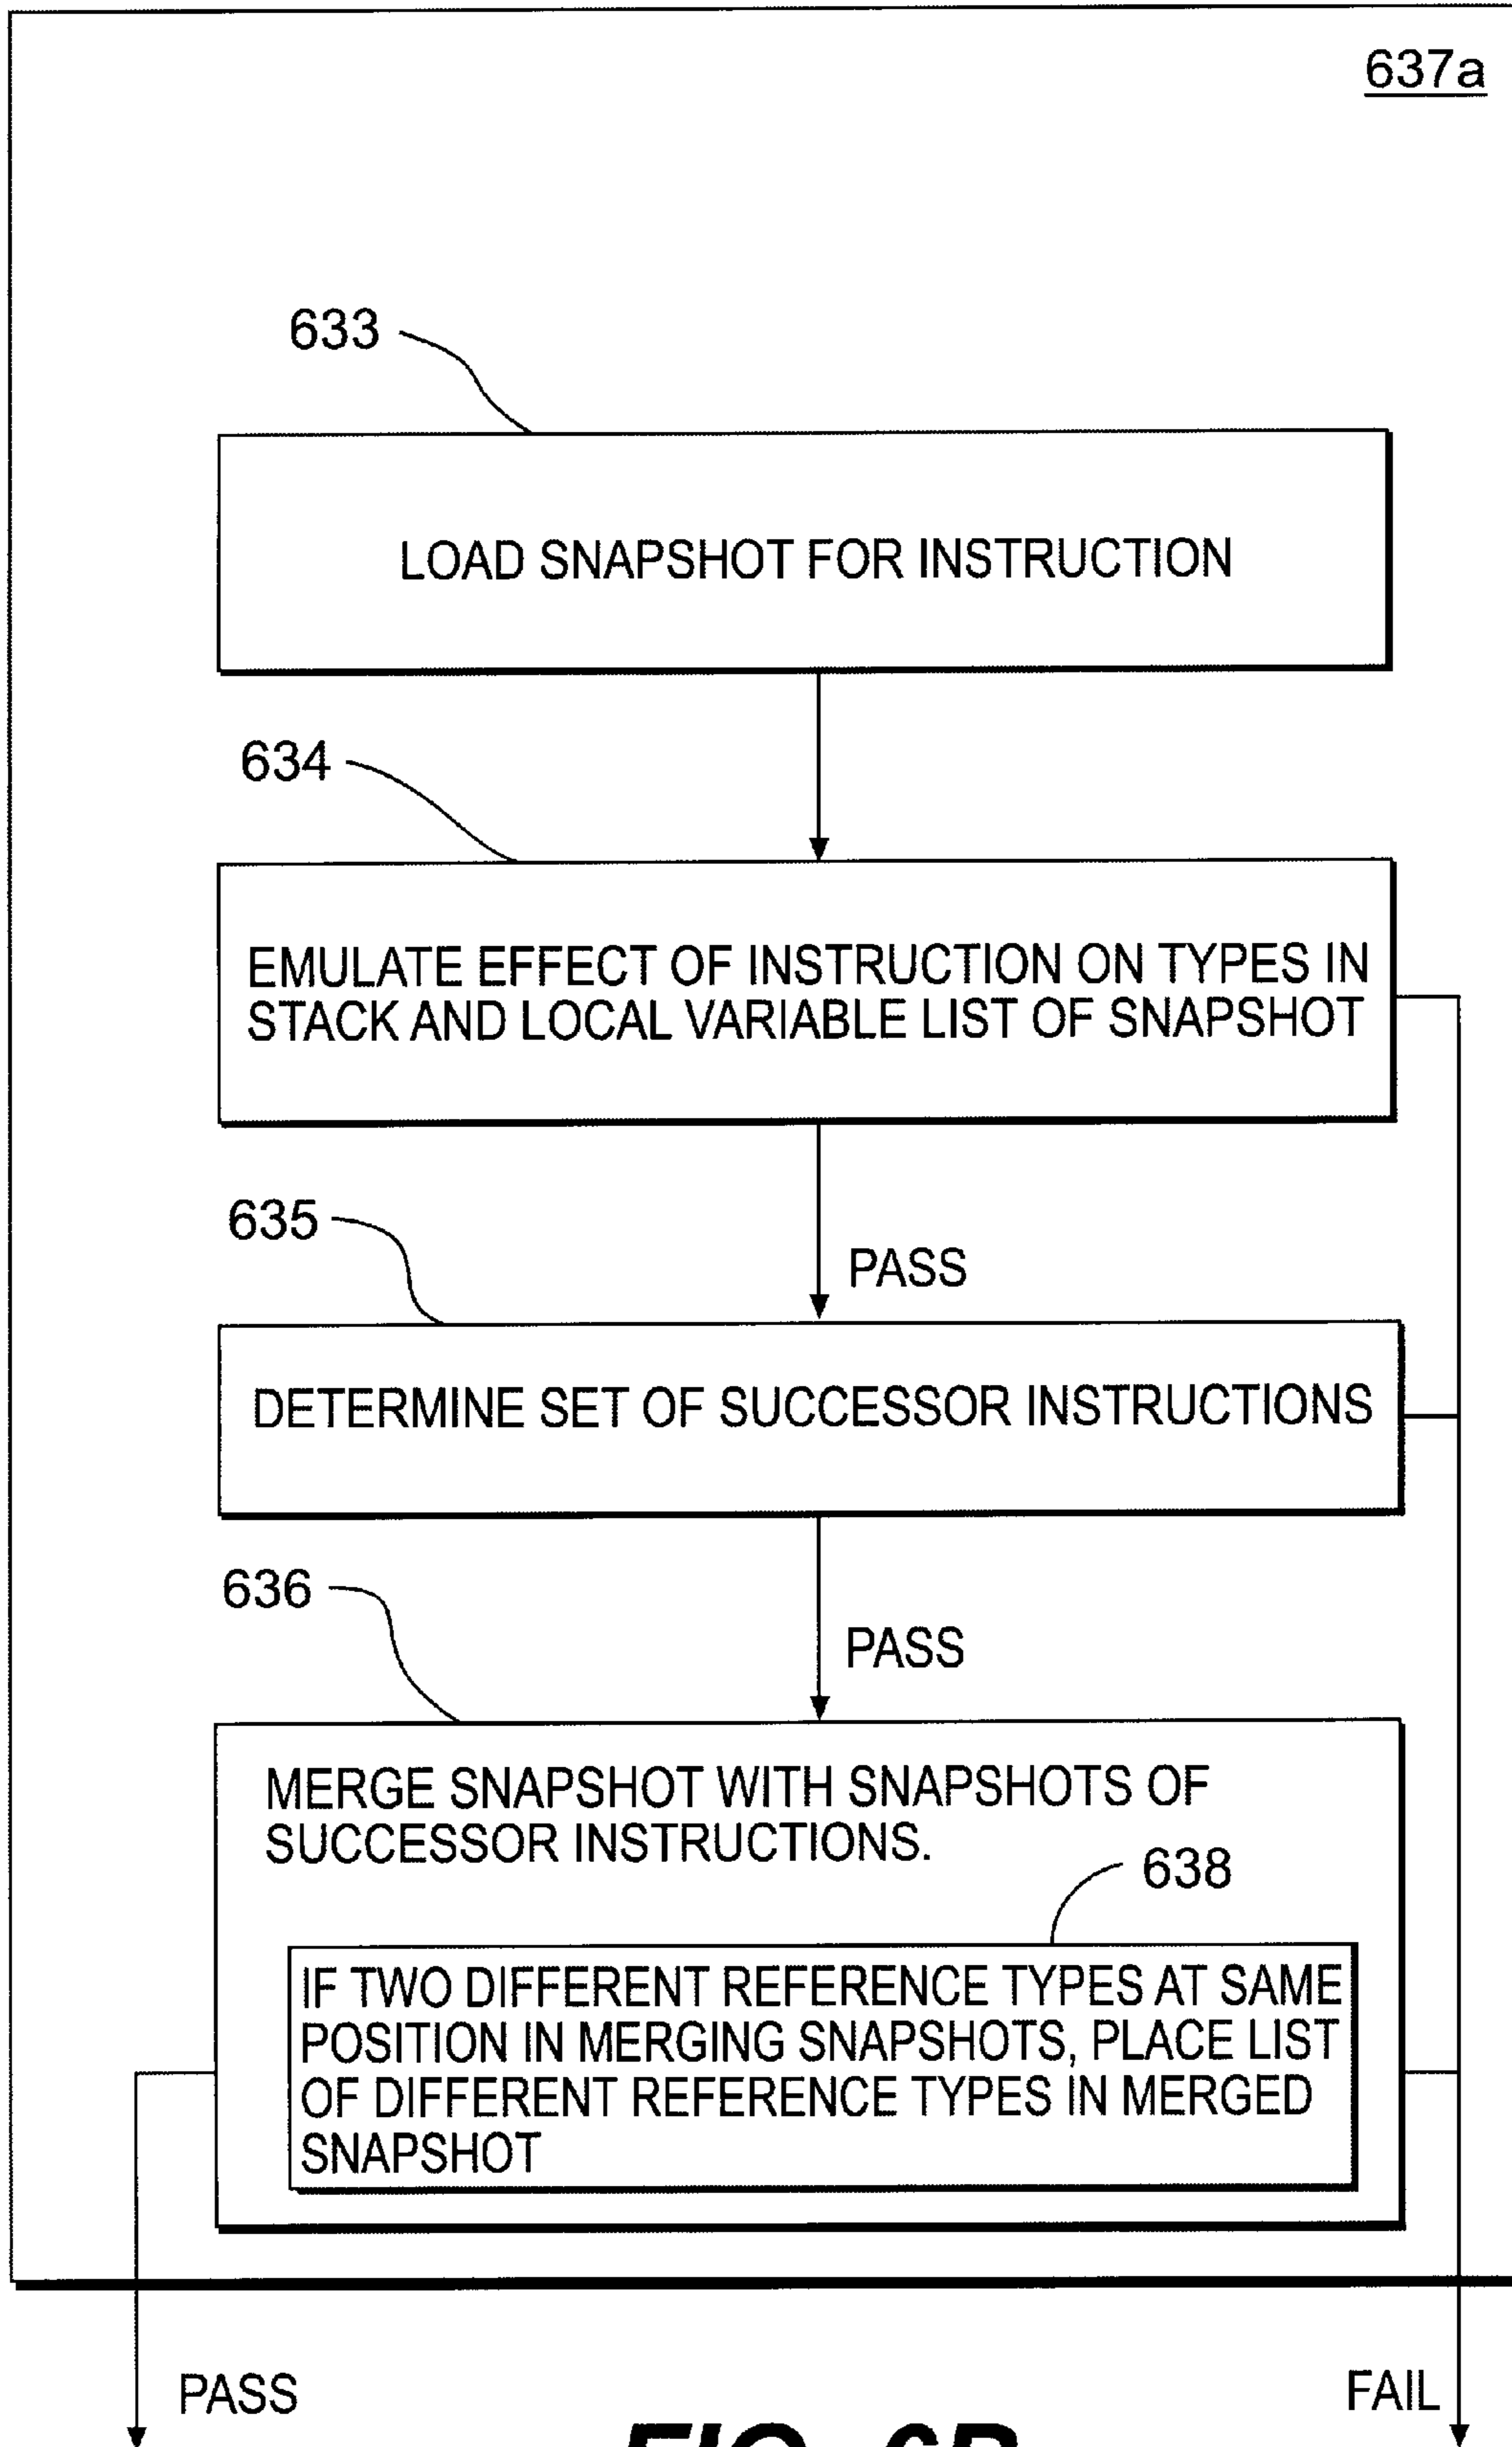 637a
633
LOAD SNAPSHOT FOR INSTRUCTION
634
EMULATE EFFECT OF INSTRUCTION ON TYPES IN
STACK AND LOCAL VARIABLE LIST OF SNAPSHOT
635
PASS
DETERMINE SET OF SUCCESSOR INSTRUCTIONS
636
PASS
MERGE SNAPSHOT WITH SNAPSHOTS OF
SUCCESSOR INSTRUCTIONS.
638
IF TWO DIFFERENT REFERENCE TYPES AT SAME
POSITION IN MERGING SNAPSHOTS, PLACE LIST
OF DIFFERENT REFERENCE TYPES IN MERGED
SNAPSHOT
PASS
FAIL